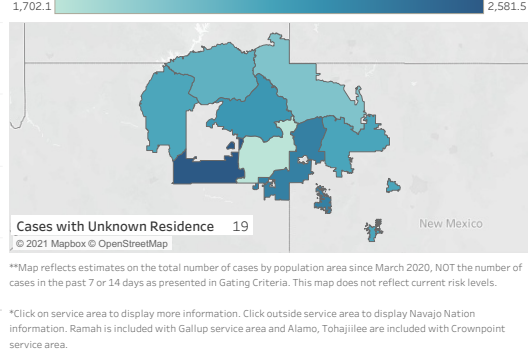 1,702.1 2,581.5
Cases with Unknown Residence 19
New Mexico
© 2021 Mapbox © OpenStreetMap
**Map reflects estimates on the total number of cases by population area since March 2020, NOT the number of
cases in the past 7 or 14 days as presented in Gating Criteria. This map does not reflect current risk levels.
*Click on service area to display more information. Click outside service area to display Navajo Nation
information. Ramah is included with Gallup service area and Alamo, Tohajiilee are included with Crownpoint
service area.